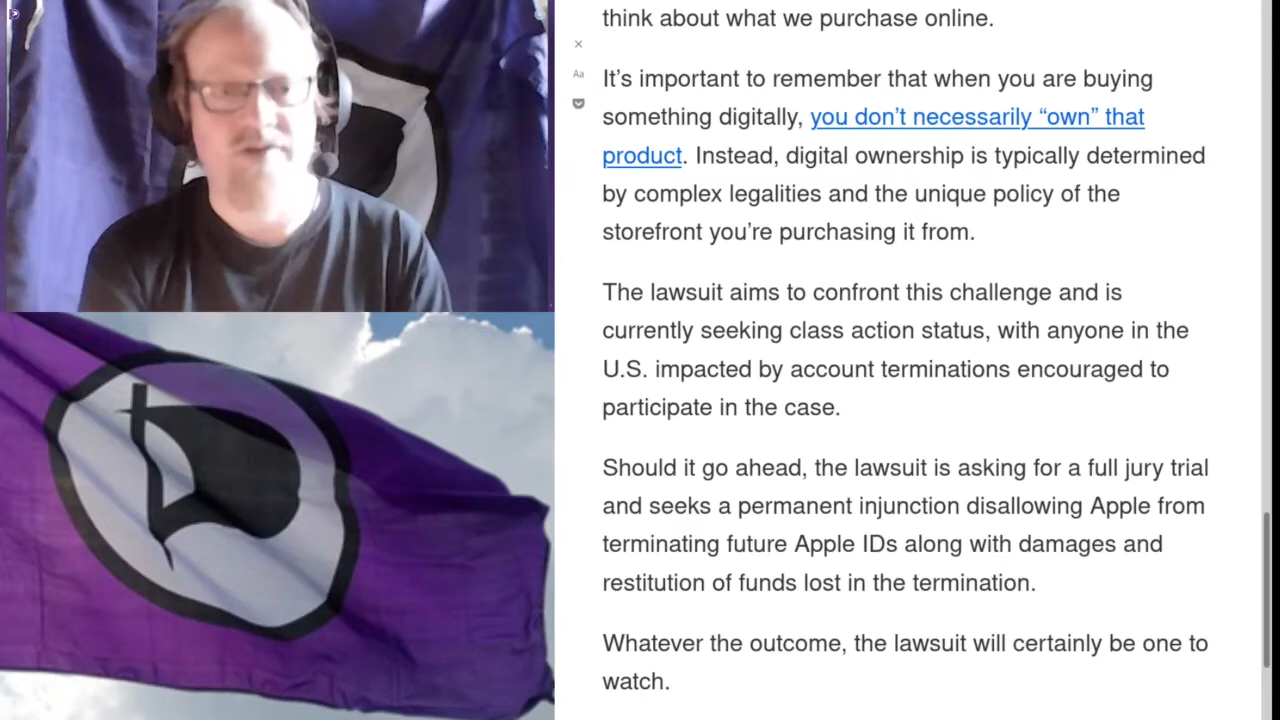 think about what we purchase online.
Aa
It’s important to remember that when you are buying
something digitally, you don’t necessarily “own” that
product. Instead, digital ownership is typically determined
by complex legalities and the unique policy of the
storefront you’re purchasing it from.
The lawsuit aims to confront this challenge and is
currently seeking class action status, with anyone in the
U.S. impacted by account terminations encouraged to
participate in the case.
Should it go ahead, the lawsuit is asking for a full jury trial
and seeks a permanent injunction disallowing Apple from
terminating future Apple IDs along with damages and
restitution of funds lost in the termination.
Whatever the outcome, the lawsuit will certainly be one to
watch.